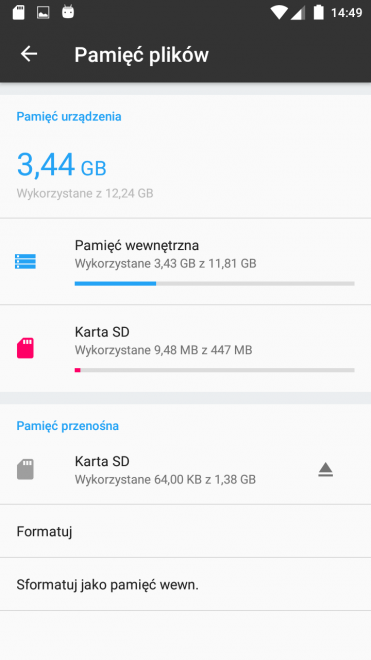 14:49
Pamięć plików
Pamięć urządzenia
3,44 GB
Wykorzystane z 12,24 GB
Pamięć wewnętrzna
Wykorzystane 3,43 GB z 11,81 GB
Karta SD
Wykorzystane 9,48 MB z 447 MB
Pamięć przenośna
Karta SD
Wykorzystane 64,00 KB z 1,38 GB
Formatuj
Sformatuj jako pamięć wewn.